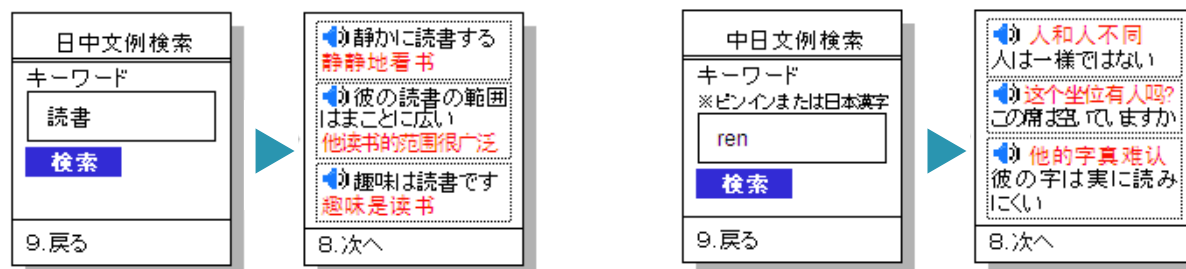 日中文例検索
キーワード
読書
検索
9.戻る
静かに読書する
静静地看书
彼の読書の範囲
はまことに広い
他读书的范围很广泛
趣味は読書です
趣味是读书
8.次へ
中日文例検索
キーワード
※ピンインまたは日本漢字
ren
検索
9.戻る
人和人不同
人は一様ではない
这个坐位有人吗?
この席は空いていますか
他的字真难认
彼の字は実に読み
にくい
8.次へ